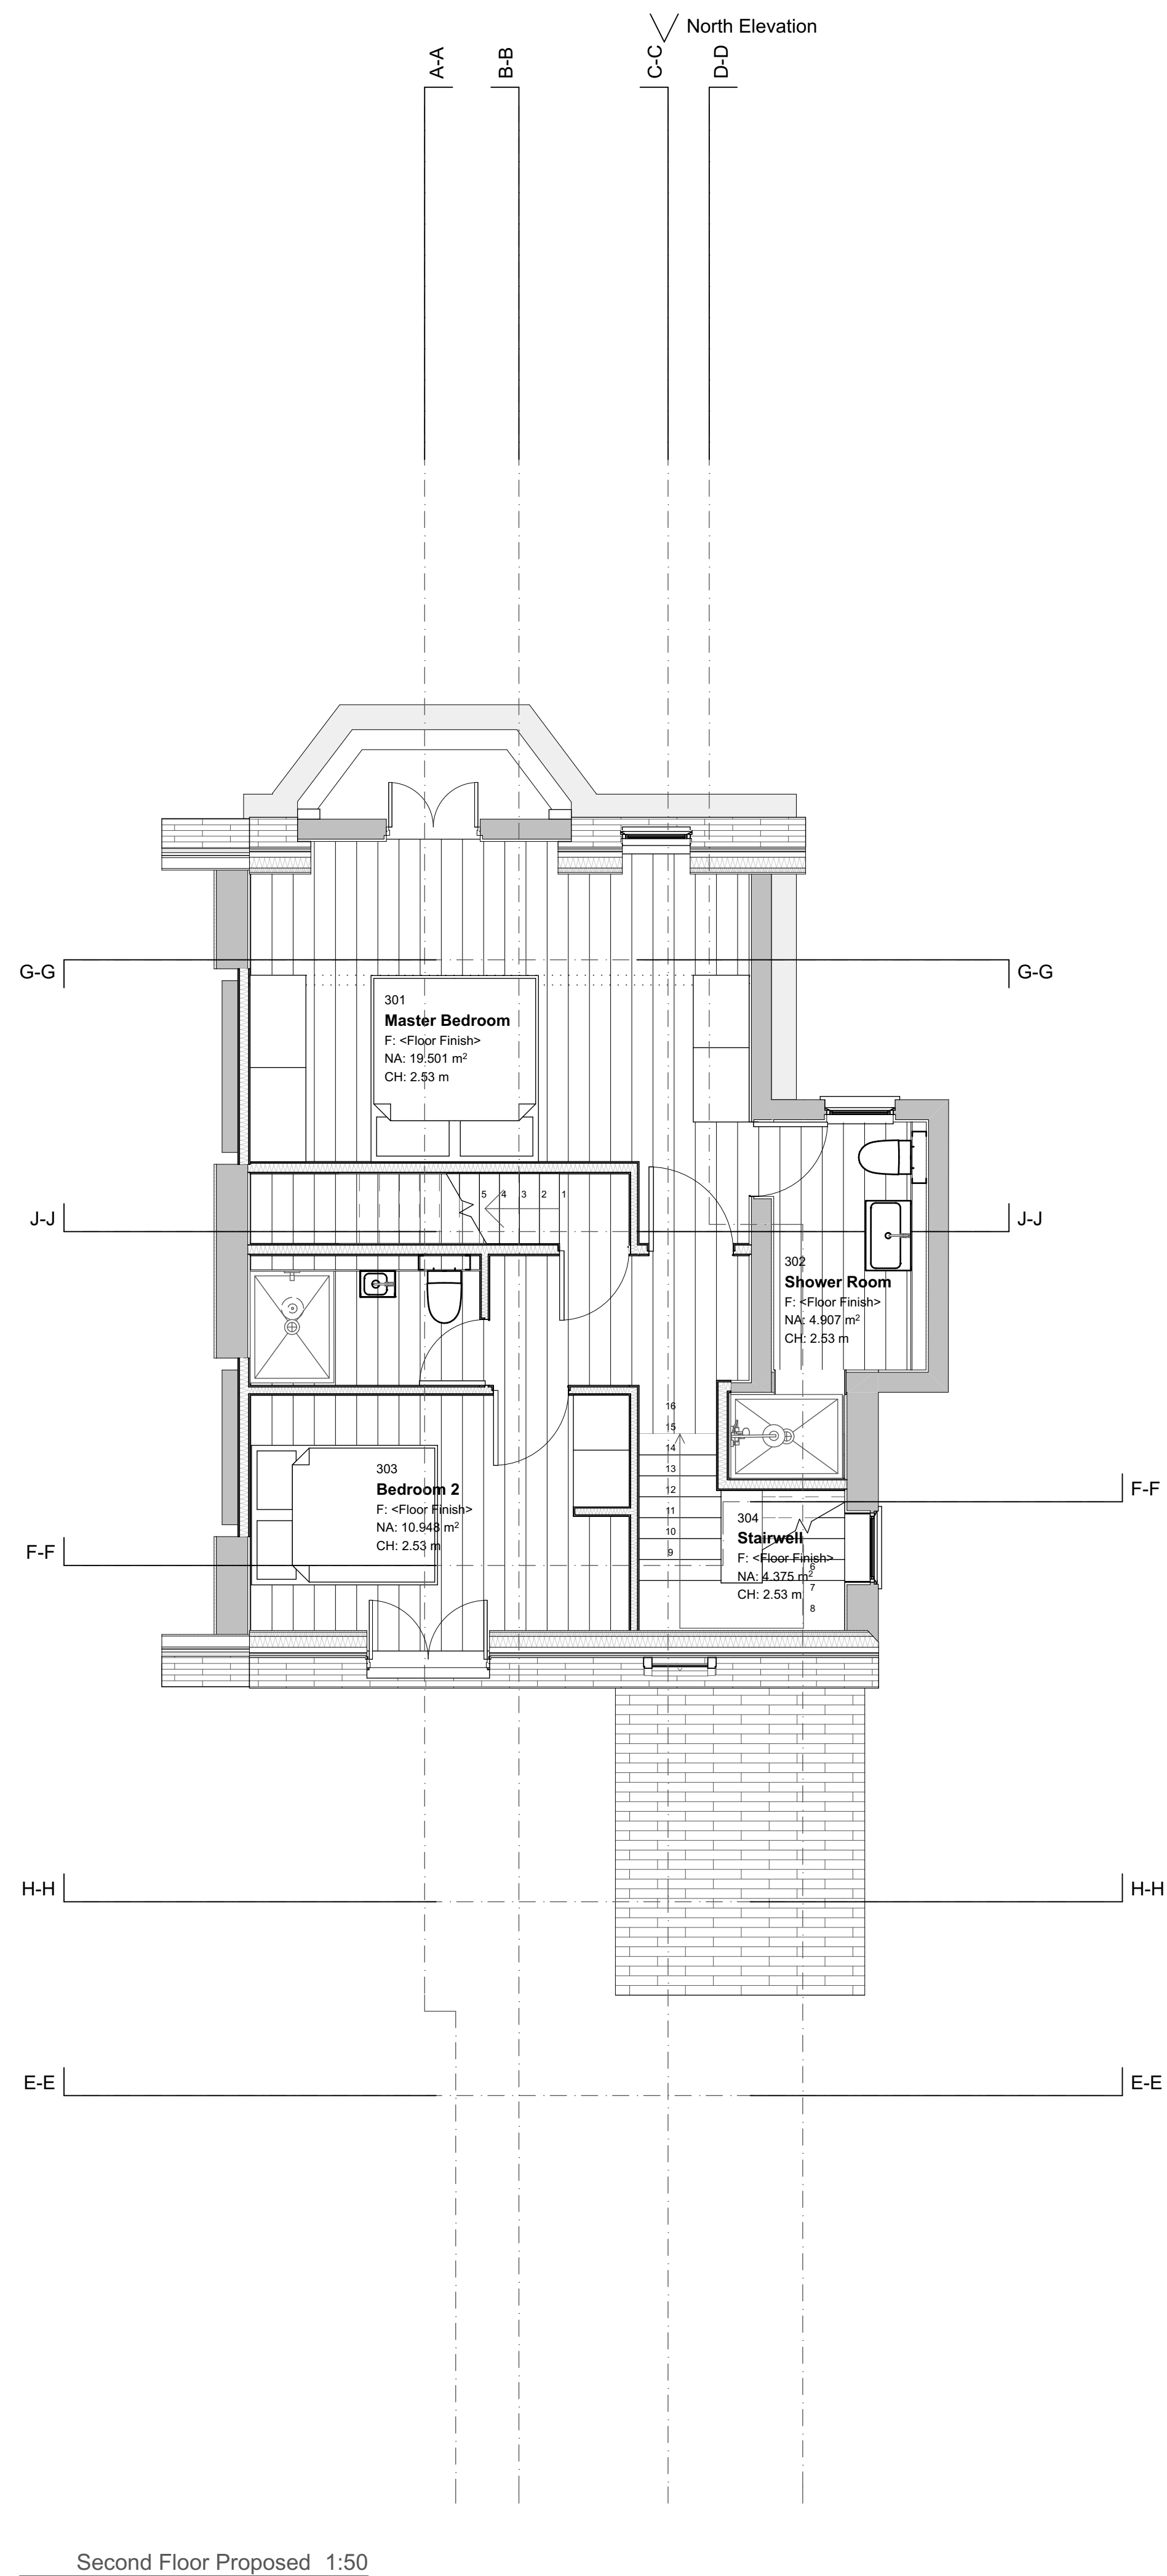 North Elevation
A-A
B-B
C-C
D-D
G-G
G-G
301
Master Bedroom
F: <Floor Finish>
NA: 19.501 m²
CH: 2.53 m
J-J
5 4 3 2 1
J-J
302
Shower Room
F: <Floor Finish>
NA: 4.907 m²
CH: 2.53 m
16
15
14
13
12
11
10
9
303
Bedroom 2
F: <Floor Finish>
NA: 10.948 m²
CH: 2.53 m
F-F
F-F
304
Stairwell
F: <Floor Finish>
NA: 4.375 m²
CH: 2.53 m
6
7
8
H-H
H-H
E-E
E-E
Second Floor Proposed 1:50